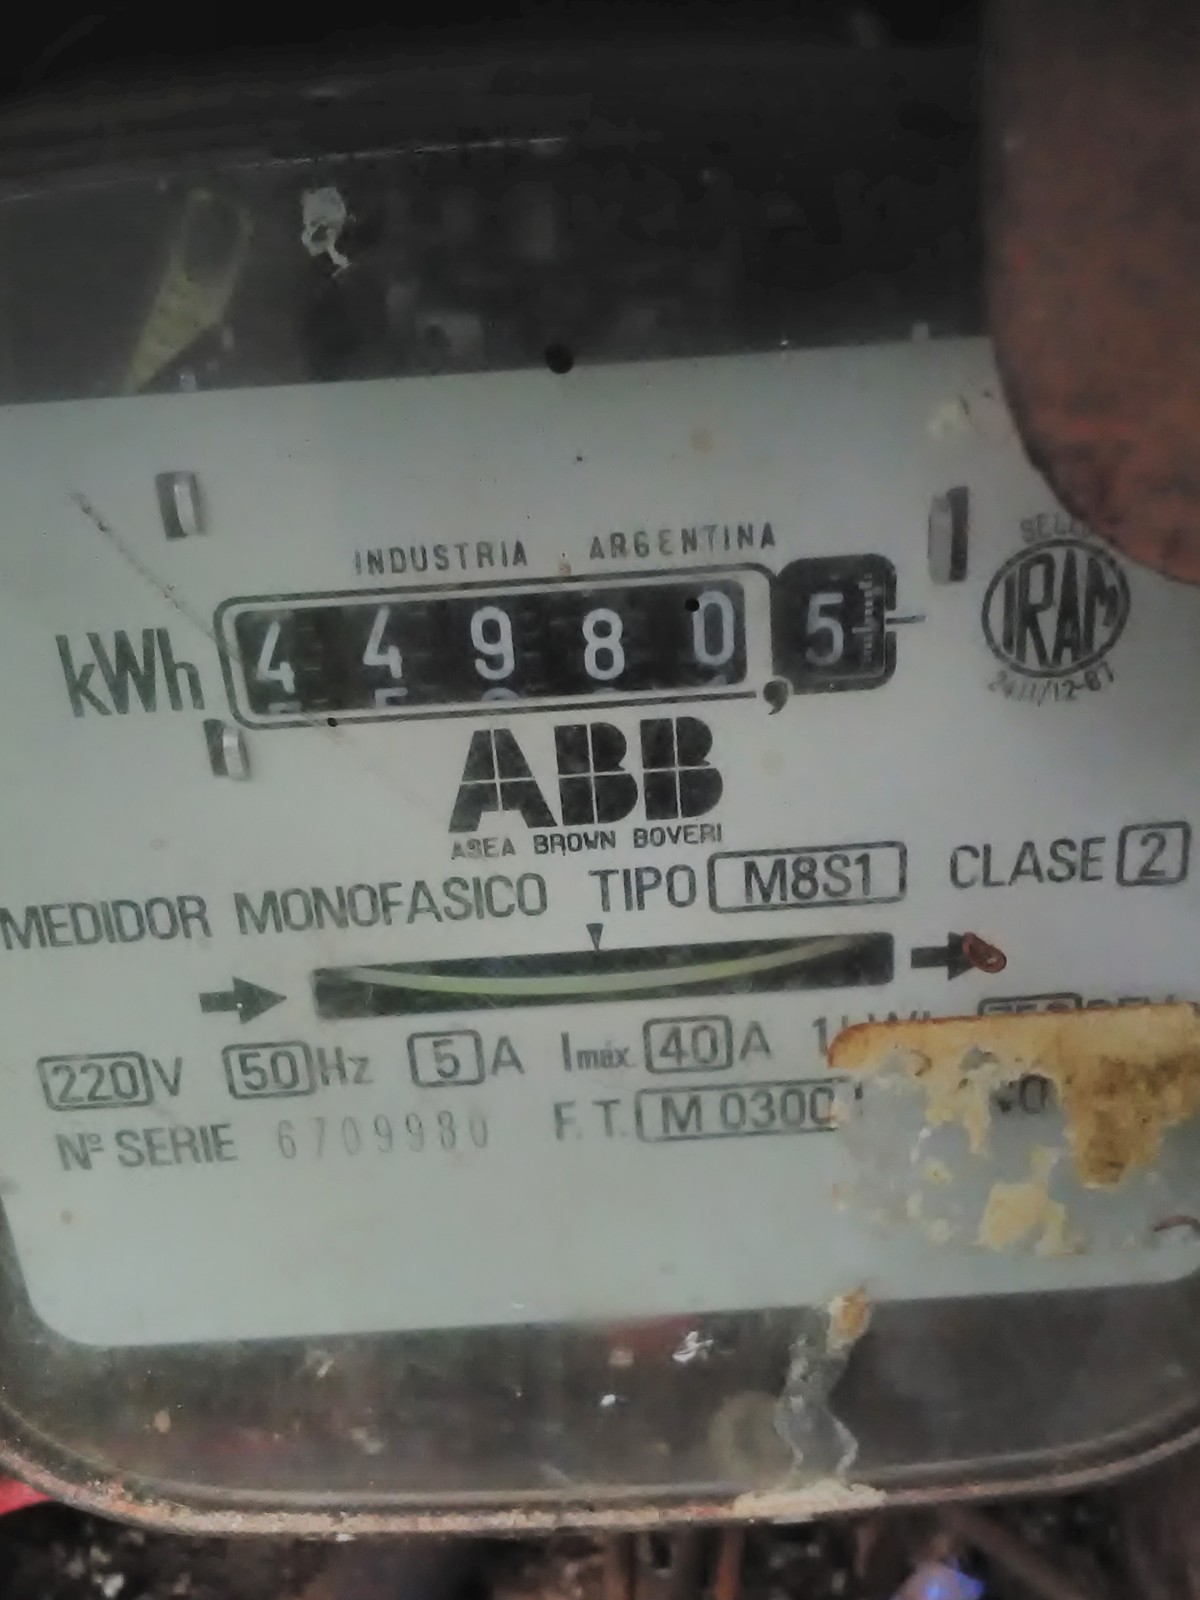 INDUSTRIA ARGENTINA
kWh 4 4 9 8 0 , 5
IRAM
ABB
ASEA BROWN BOVERI
MEDIDOR MONOFASICO TIPO M8S1 CLASE 2
220 V 50 Hz 5 A Imáx. 40 A
Nº SERIE 6709980 F. T. M 0300